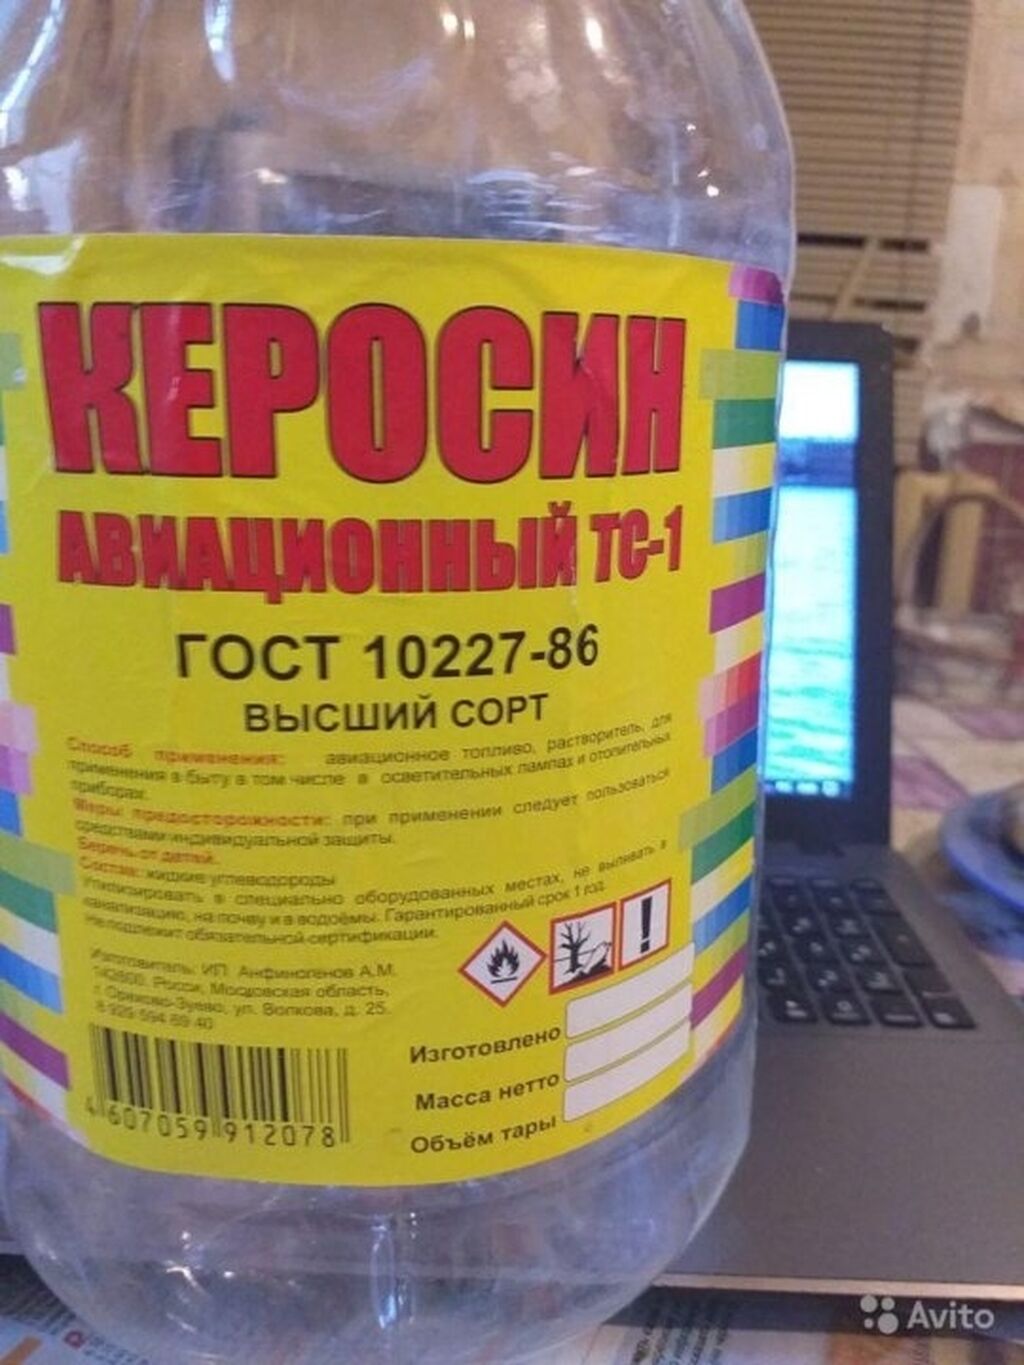 КЕРОСИН
АВИАЦИОННЫЙ ТС-1
ГОСТ 10227-86
ВЫСШИЙ СОРТ
Способ применения: авиационное топливо, растворитель, для
применения в быту в том числе в осветительных лампах и отопительных
приборах.
Меры предосторожности: при применении следует пользоваться
средствами индивидуальной защиты.
Беречь от детей.
Состав: жидкие углеводороды
Утилизировать в специально оборудованных местах, не выливать в
канализацию, на почву и в водоёмы. Гарантированный срок 1 год.
Не подлежит обязательной сертификации.
Изготовитель: ИП А.М.
Росси, Московская область,
г. Орехово-Зуево, ул. Волкова, д. 25.
Изготовлено
Масса нетто
Объём тары
4 607059 912078
Avito